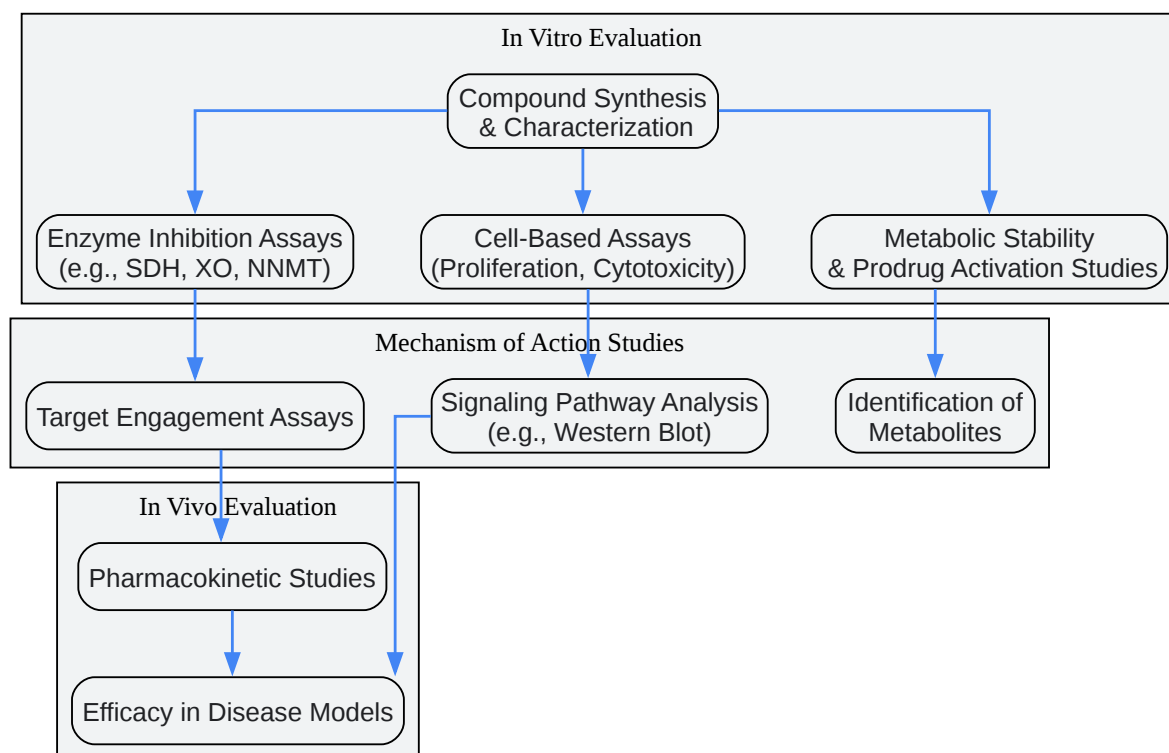 In Vitro Evaluation
Compound Synthesis
& Characterization
Enzyme Inhibition Assays
(e.g., SDH, XO, NNMT)
Cell-Based Assays
(Proliferation, Cytotoxicity)
Metabolic Stability
& Prodrug Activation Studies
Mechanism of Action Studies
Target Engagement Assays
Signaling Pathway Analysis
(e.g., Western Blot)
Identification of
Metabolites
In Vivo Evaluation
Pharmacokinetic Studies
Efficacy in Disease Models